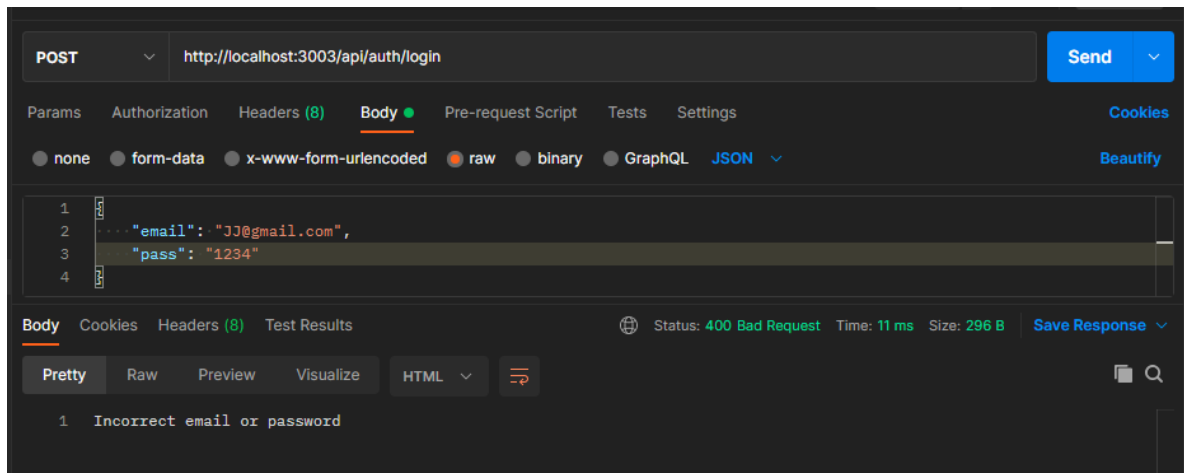 POST http://localhost:3003/api/auth/login Send
Params Authorization Headers (8) Body Pre-request Script Tests Settings Cookies
none form-data x-www-form-urlencoded raw binary GraphQL JSON Beautify
1 {
2 ····"email":·"JJ@gmail.com",
3 ····"pass":·"1234"
4 }
Body Cookies Headers (8) Test Results Status: 400 Bad Request Time: 11 ms Size: 296 B Save Response
Pretty Raw Preview Visualize HTML
1 Incorrect email or password